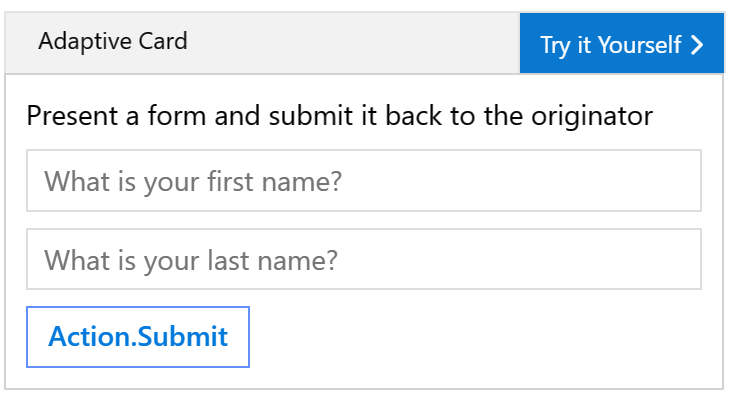 Adaptive Card
Try it Yourself
Present a form and submit it back to the originator
What is your first name?
What is your last name?
Action.Submit